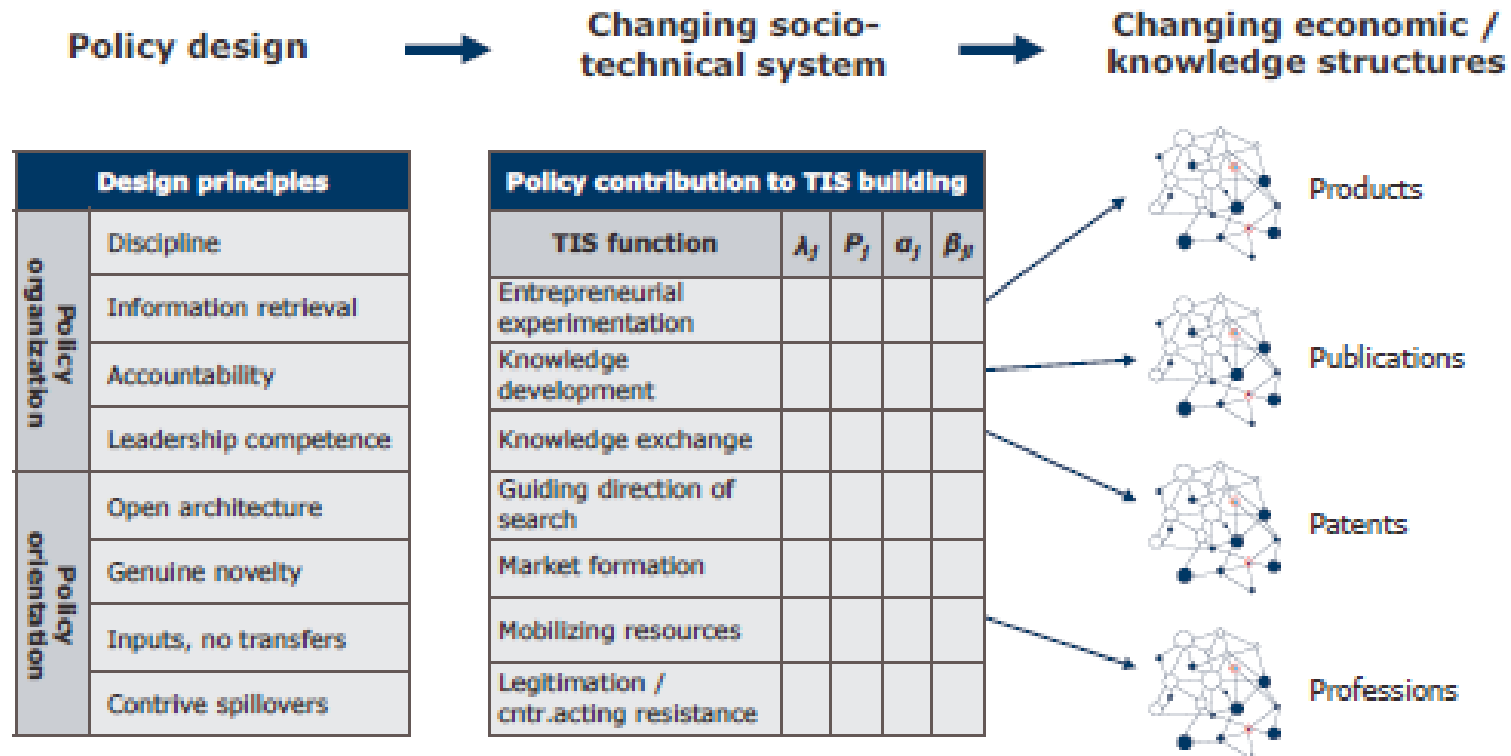 Policy design
Changing socio-
technical system
Changing economic /
knowledge structures
Design principles
Policy
organization
Discipline
Information retrieval
Accountability
Leadership competence
Policy
orientation
Open architecture
Genuine novelty
Inputs, no transfers
Contrive spillovers
Policy contribution to TIS building
TIS function
λj Pj αj βjl
Entrepreneurial
experimentation
Knowledge
development
Knowledge exchange
Guiding direction of
search
Market formation
Mobilizing resources
Legitimation /
cntr.acting resistance
Products
Publications
Patents
Professions